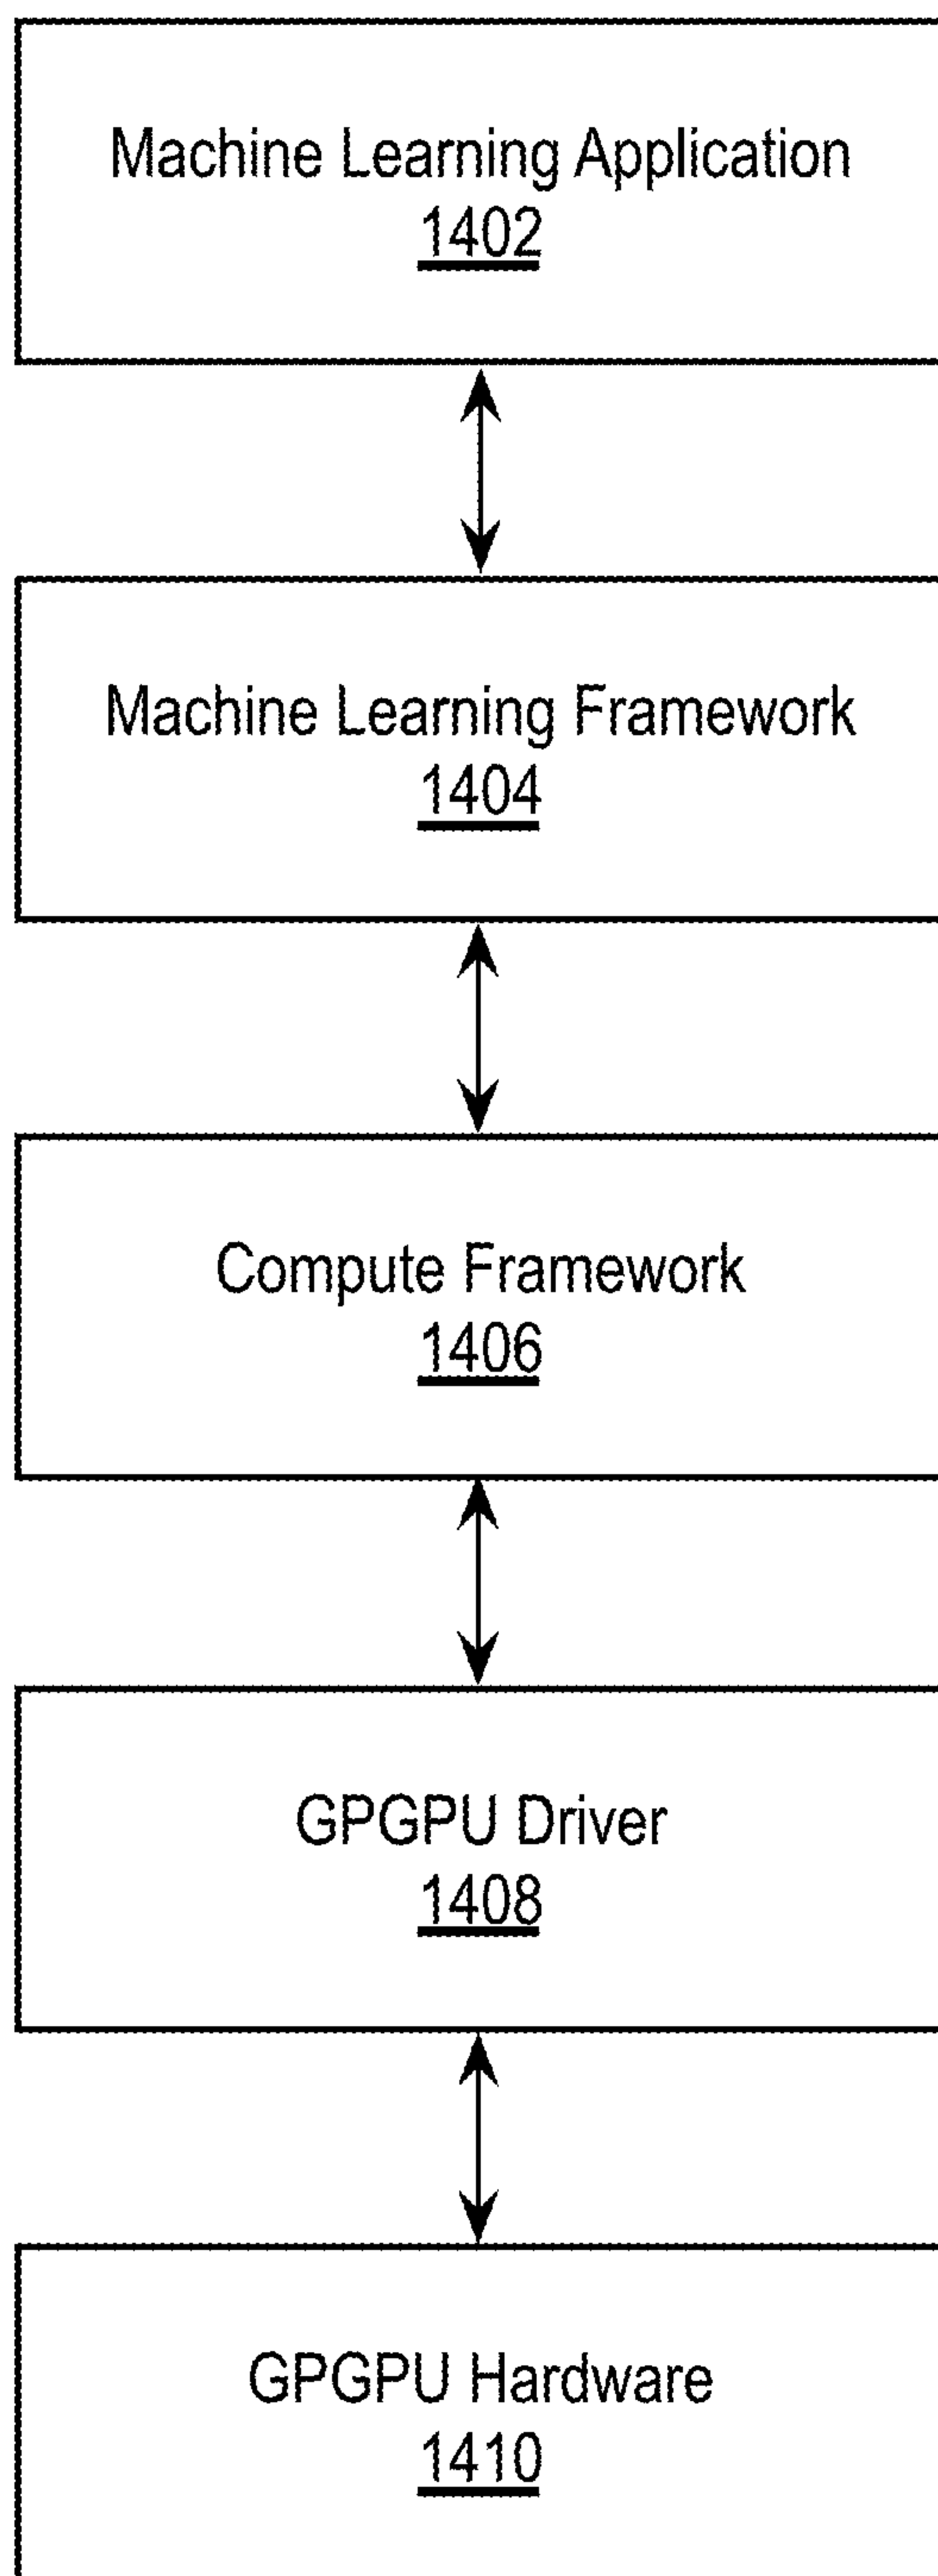 Machine Learning Application
1402
Machine Learning Framework
1404
Compute Framework
1406
GPGPU Driver
1408
GPGPU Hardware
1410